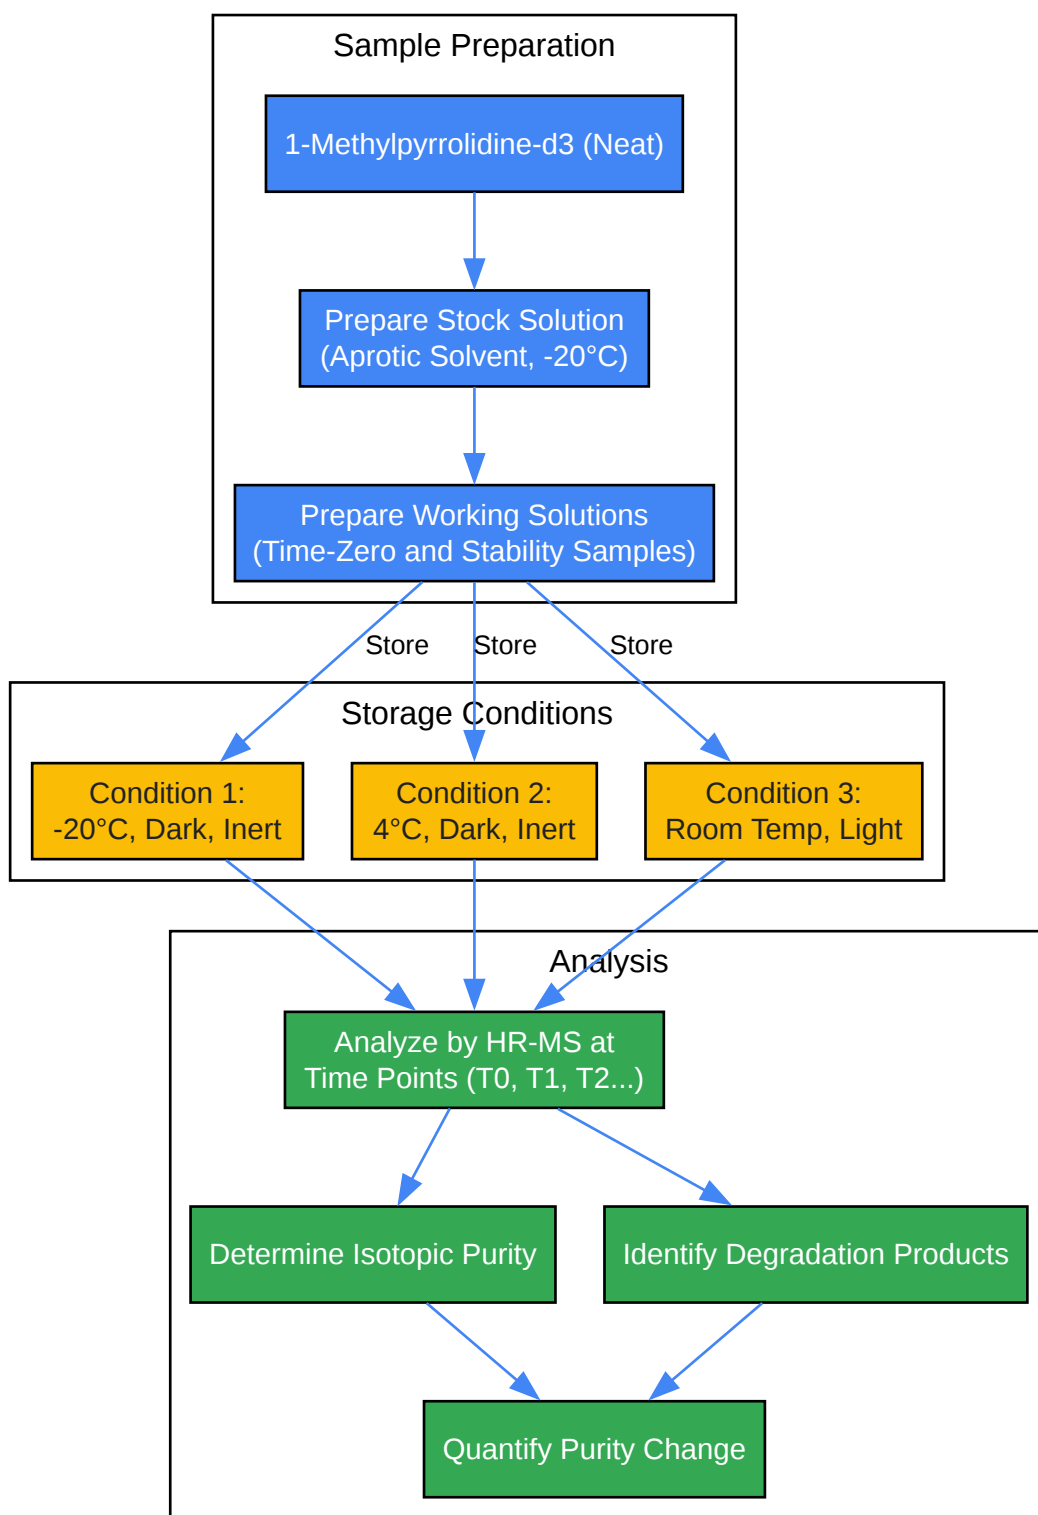 Sample Preparation
1-Methylpyrrolidine-d3 (Neat)
Prepare Stock Solution
(Aprotic Solvent, -20°C)
Prepare Working Solutions
(Time-Zero and Stability Samples)
Store
Store
Store
Storage Conditions
Condition 1:
-20°C, Dark, Inert
Condition 2:
4°C, Dark, Inert
Condition 3:
Room Temp, Light
Analysis
Analyze by HR-MS at
Time Points (T0, T1, T2...)
Determine Isotopic Purity
Identify Degradation Products
Quantify Purity Change